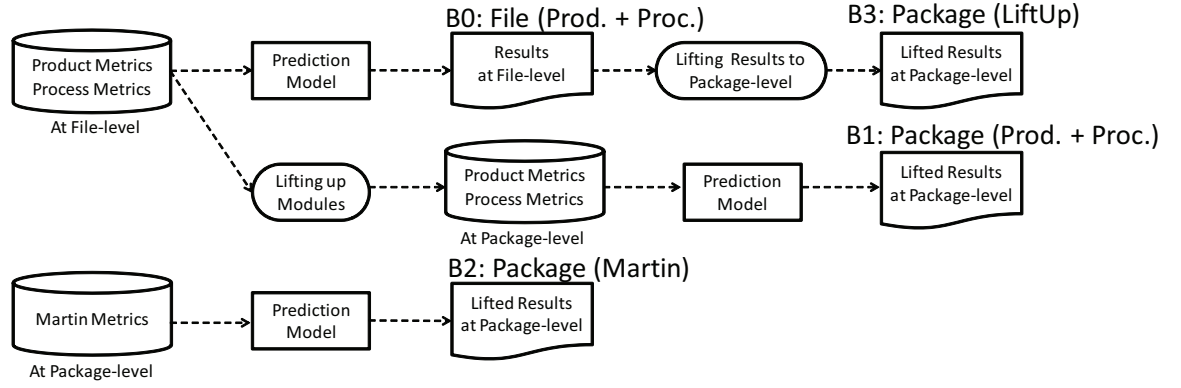 B0: File (Prod. + Proc.)
B3: Package (LiftUp)
Product Metrics
Process Metrics
At File-level
Prediction
Model
Results
at File-level
Lifting Results to
Package-level
Lifted Results
at Package-level
B1: Package (Prod. + Proc.)
Lifting up
Modules
Product Metrics
Process Metrics
At Package-level
Prediction
Model
Lifted Results
at Package-level
B2: Package (Martin)
Martin Metrics
At Package-level
Prediction
Model
Lifted Results
at Package-level